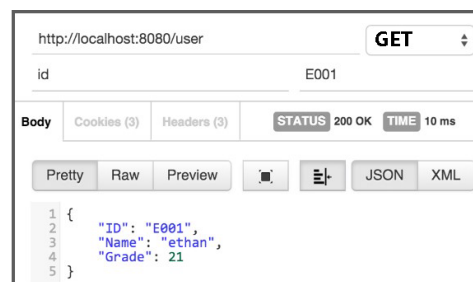 http://localhost:8080/user GET
id E001
Body Cookies (3) Headers (3) STATUS 200 OK TIME 10 ms
Pretty Raw Preview JSON XML
1 {
2 "ID": "E001",
3 "Name": "ethan",
4 "Grade": 21
5 }